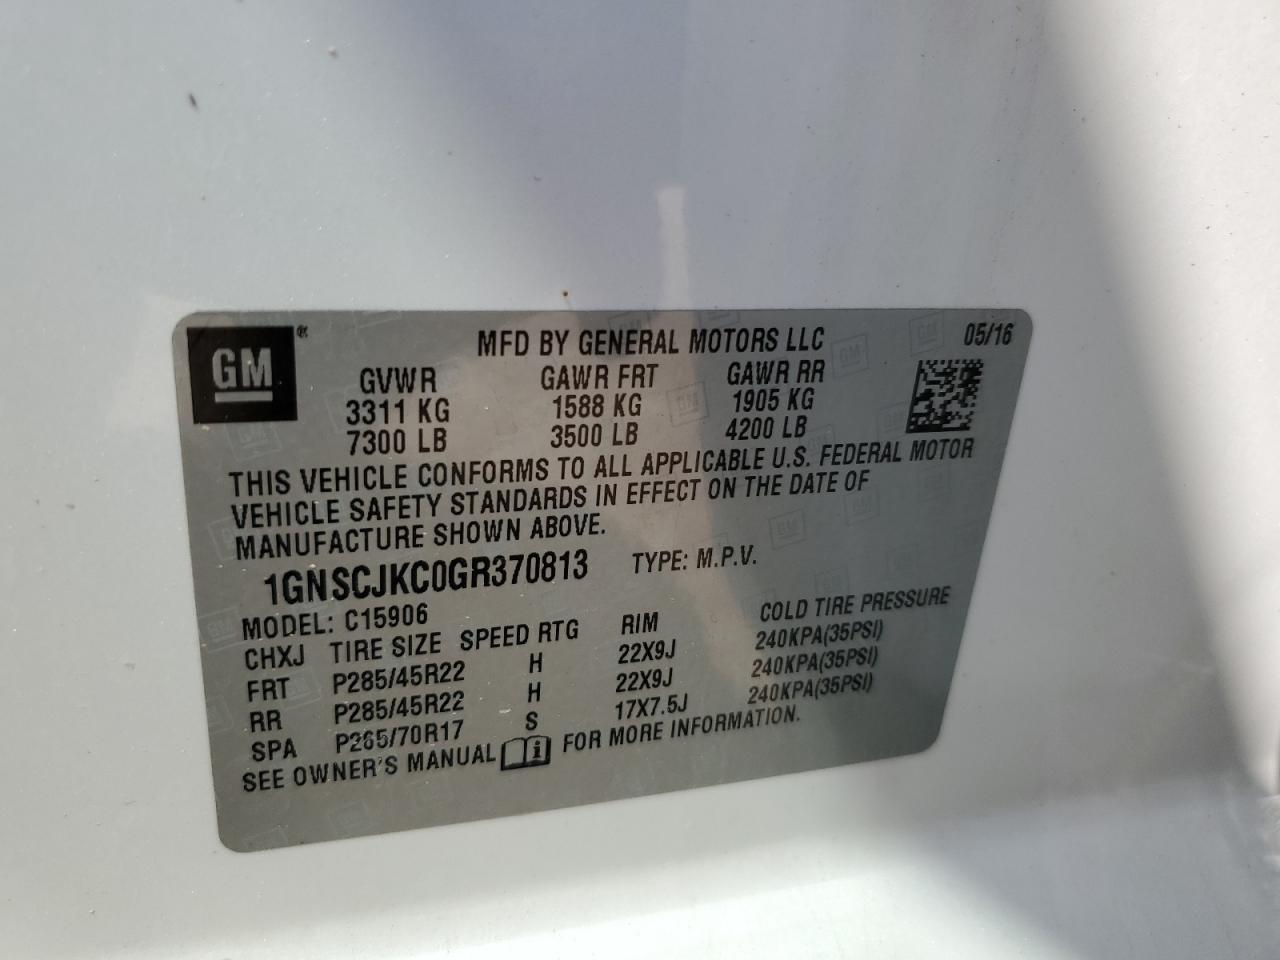 GM®
MFD BY GENERAL MOTORS LLC 05/16
GVWR GAWR FRT GAWR RR
3311 KG 1588 KG 1905 KG
7300 LB 3500 LB 4200 LB
THIS VEHICLE CONFORMS TO ALL APPLICABLE U.S. FEDERAL MOTOR
VEHICLE SAFETY STANDARDS IN EFFECT ON THE DATE OF
MANUFACTURE SHOWN ABOVE.
1GNSCJKC0GR370813 TYPE: M.P.V.
MODEL: C15906
CHXJ TIRE SIZE SPEED RTG RIM COLD TIRE PRESSURE
FRT P285/45R22 H 22X9J 240KPA(35PSI)
RR P285/45R22 H 22X9J 240KPA(35PSI)
SPA P265/70R17 S 17X7.5J 240KPA(35PSI)
SEE OWNER'S MANUAL i FOR MORE INFORMATION.